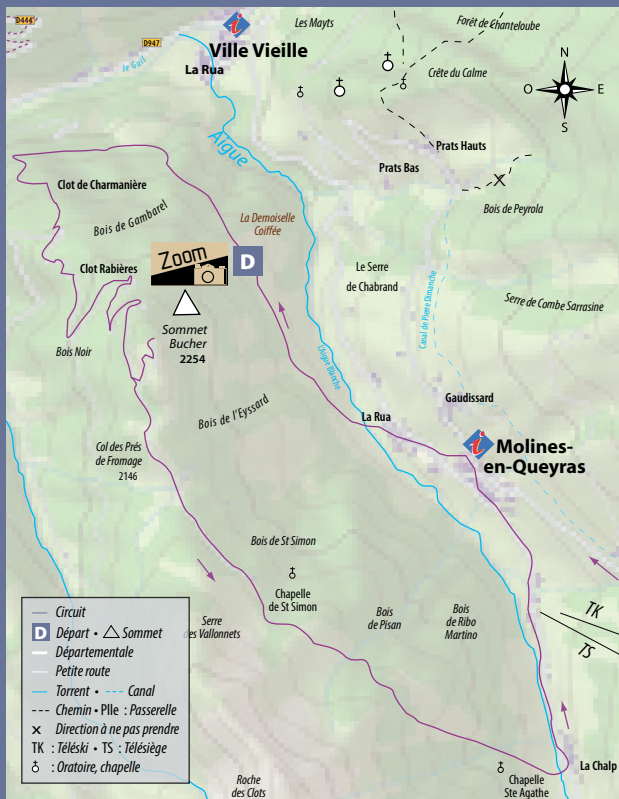 D444
D947
Les Mayts
Forêt de Chanteloube
Ville Vieille
le Guil
La Rua
Crête du Calme
N
O
E
S
Aigue
Prats Hauts
Prats Bas
Clot de Charmanière
Bois de Gambarel
Bois de Peyrola
La Demoiselle
Coiffée
Zoom
D
Clot Rabières
Le Serre
de Chabrand
Canal de Pierre Dimanche
Serre de Combe Sarrasine
Sommet
Bucher
2254
Bois Noir
L'Aigue Blanche
Gaudissard
Bois de l'Eyssard
La Rua
Col des Prés
de Fromage
2146
Molines-
en-Queyras
Bois de St Simon
Chapelle
de St Simon
Bois
de Pisan
Bois
de Ribo
Martino
TK
TS
Serre
des Vallonnets
Circuit
D Départ • Sommet
Départementale
Petite route
Torrent • Canal
Chemin • Plle : Passerelle
x Direction à ne pas prendre
TK : Téléski • TS : Télésiège
: Oratoire, chapelle
La Chalp
Roche
des Clots
Chapelle
Ste Agathe